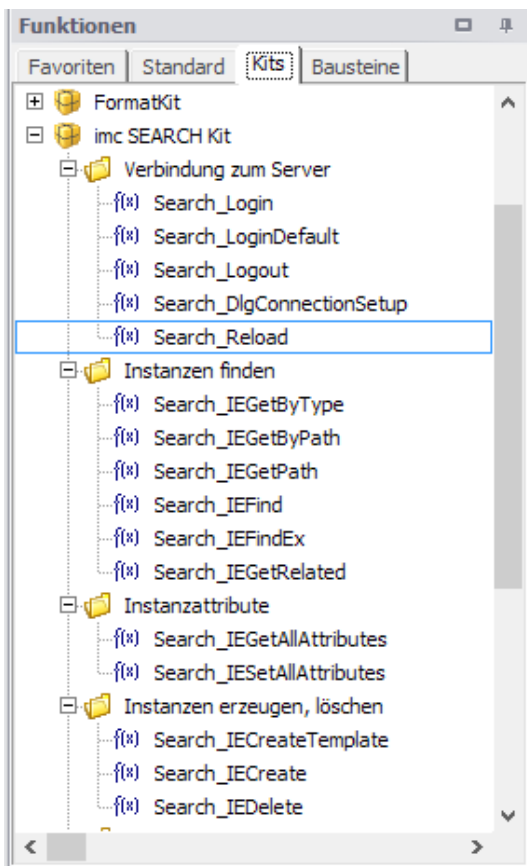 Funktionen
Favoriten Standard Kits Bausteine
FormatKit
imc SEARCH Kit
Verbindung zum Server
f(x) Search_Login
f(x) Search_LoginDefault
f(x) Search_Logout
f(x) Search_DlgConnectionSetup
f(x) Search_Reload
Instanzen finden
f(x) Search_IEGetByType
f(x) Search_IEGetByPath
f(x) Search_IEGetPath
f(x) Search_IEFind
f(x) Search_IEFindEx
f(x) Search_IEGetRelated
Instanzattribute
f(x) Search_IEGetAllAttributes
f(x) Search_IESetAllAttributes
Instanzen erzeugen, löschen
f(x) Search_IECreateTemplate
f(x) Search_IECreate
f(x) Search_IEDelete